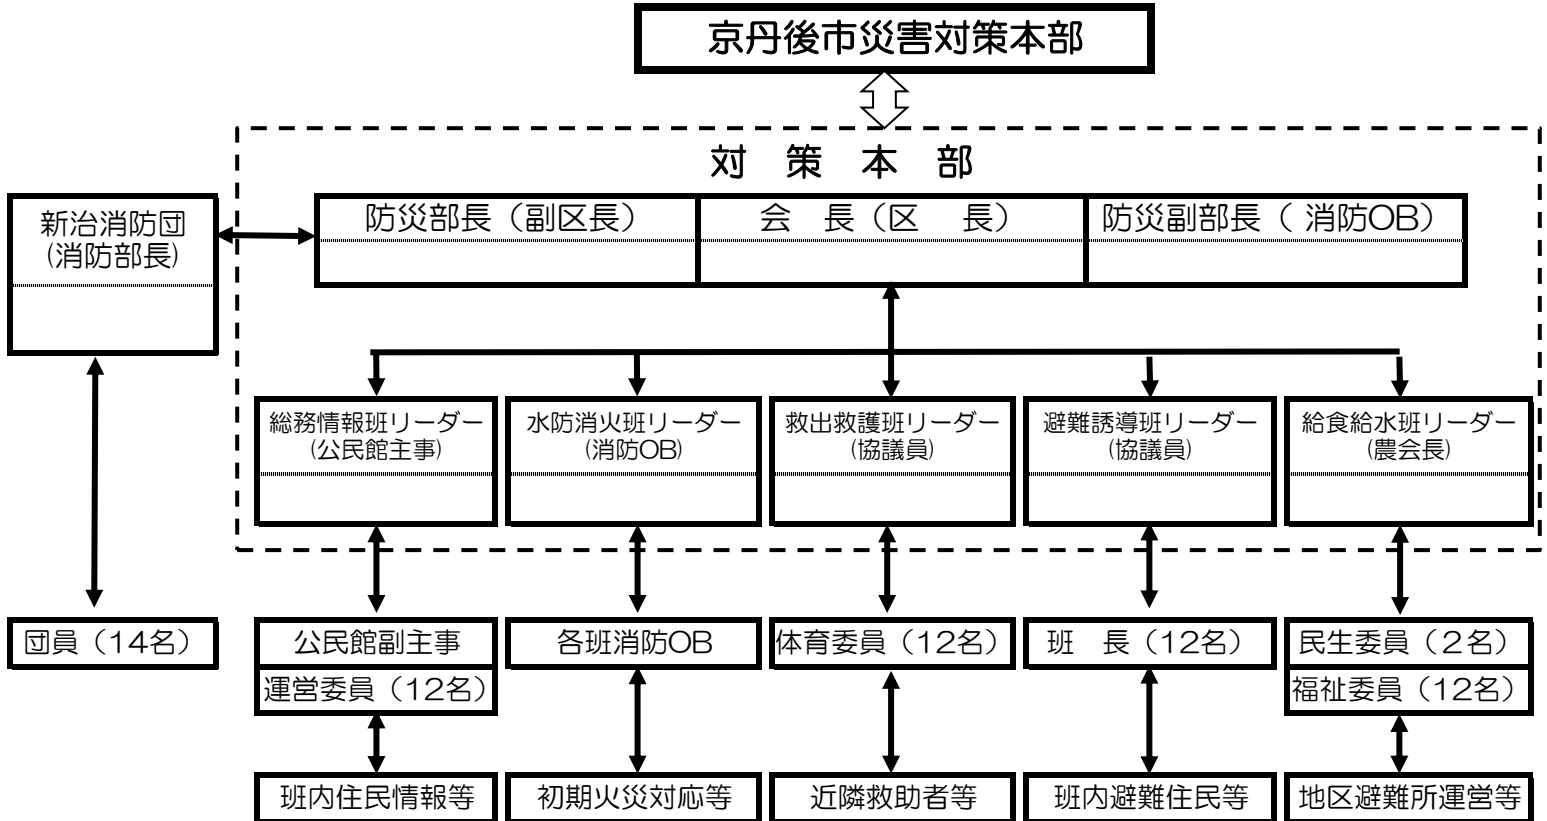 京丹後市災害対策本部
対　策　本　部
新治消防団
(消防部長)
防災部長（副区長）
会　長（区　　長）
防災副部長（ 消防OB）
総務情報班リーダー
(公民館主事)
水防消火班リーダー
(消防OB)
救出救護班リーダー
(協議員)
避難誘導班リーダー
(協議員)
給食給水班リーダー
(農会長)
団員（14名）
公民館副主事
運営委員（12名）
各班消防OB
体育委員（12名）
班　長（12名）
民生委員（２名）
福祉委員（12名）
班内住民情報等
初期火災対応等
近隣救助者等
班内避難住民等
地区避難所運営等